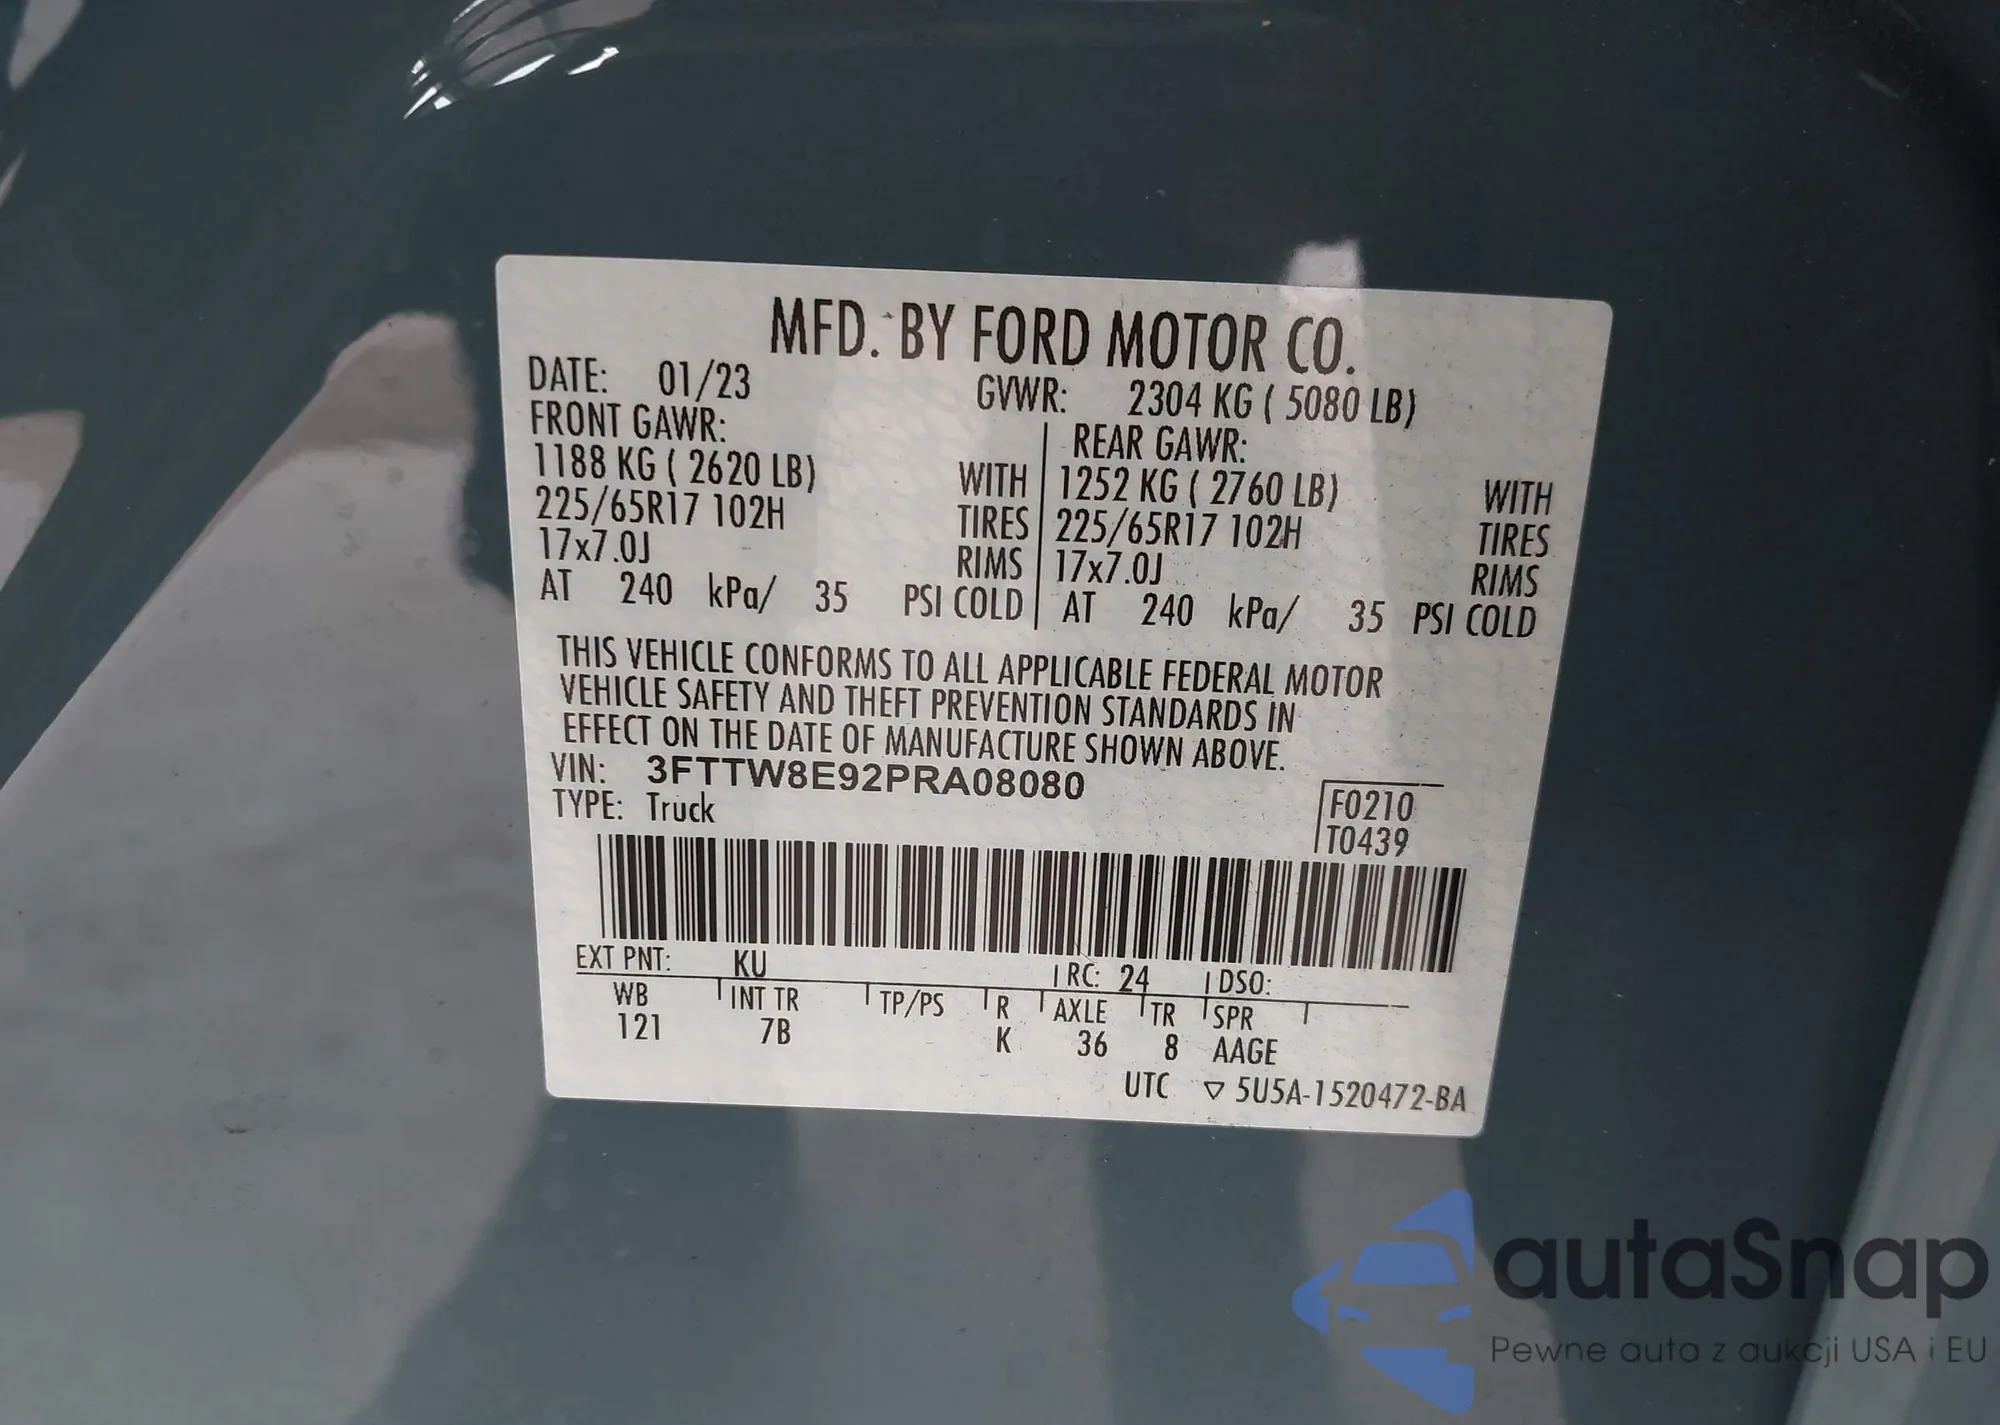 MFD. BY FORD MOTOR CO.
DATE: 01/23 GVWR: 2304 KG ( 5080 LB)
FRONT GAWR: REAR GAWR:
1188 KG ( 2620 LB) WITH 1252 KG ( 2760 LB) WITH
225/65R17 102H TIRES 225/65R17 102H TIRES
17x7.0J RIMS 17x7.0J RIMS
AT 240 kPa/ 35 PSI COLD AT 240 kPa/ 35 PSI COLD
THIS VEHICLE CONFORMS TO ALL APPLICABLE FEDERAL MOTOR
VEHICLE SAFETY AND THEFT PREVENTION STANDARDS IN
EFFECT ON THE DATE OF MANUFACTURE SHOWN ABOVE.
VIN: 3FTTW8E92PRA08080
TYPE: Truck
F0210
T0439
EXT PNT: KU RC: 24 DSO:
WB INT TR TP/PS R AXLE TR SPR
121 7B K 36 8 AAGE
UTC ▽ 5U5A-1520472-BA
autaSnap
Pewne auta z aukcji USA i EU